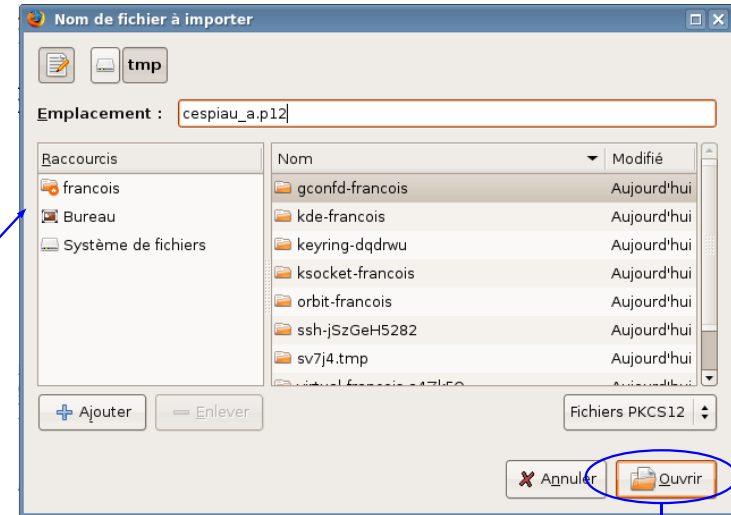 Nom de fichier à importer
tmp
Emplacement : cespiau_a.p12
Raccourcis
francois
Bureau
Système de fichiers
Nom Modifié
gconfd-francois Aujourd'hui
kde-francois Aujourd'hui
keyring-dqdrwu Aujourd'hui
ksocket-francois Aujourd'hui
orbit-francois Aujourd'hui
ssh-jSzGeH5282 Aujourd'hui
sv7j4.tmp Aujourd'hui
Ajouter Enlever
Fichiers PKCS12
Annuler Ouvrir